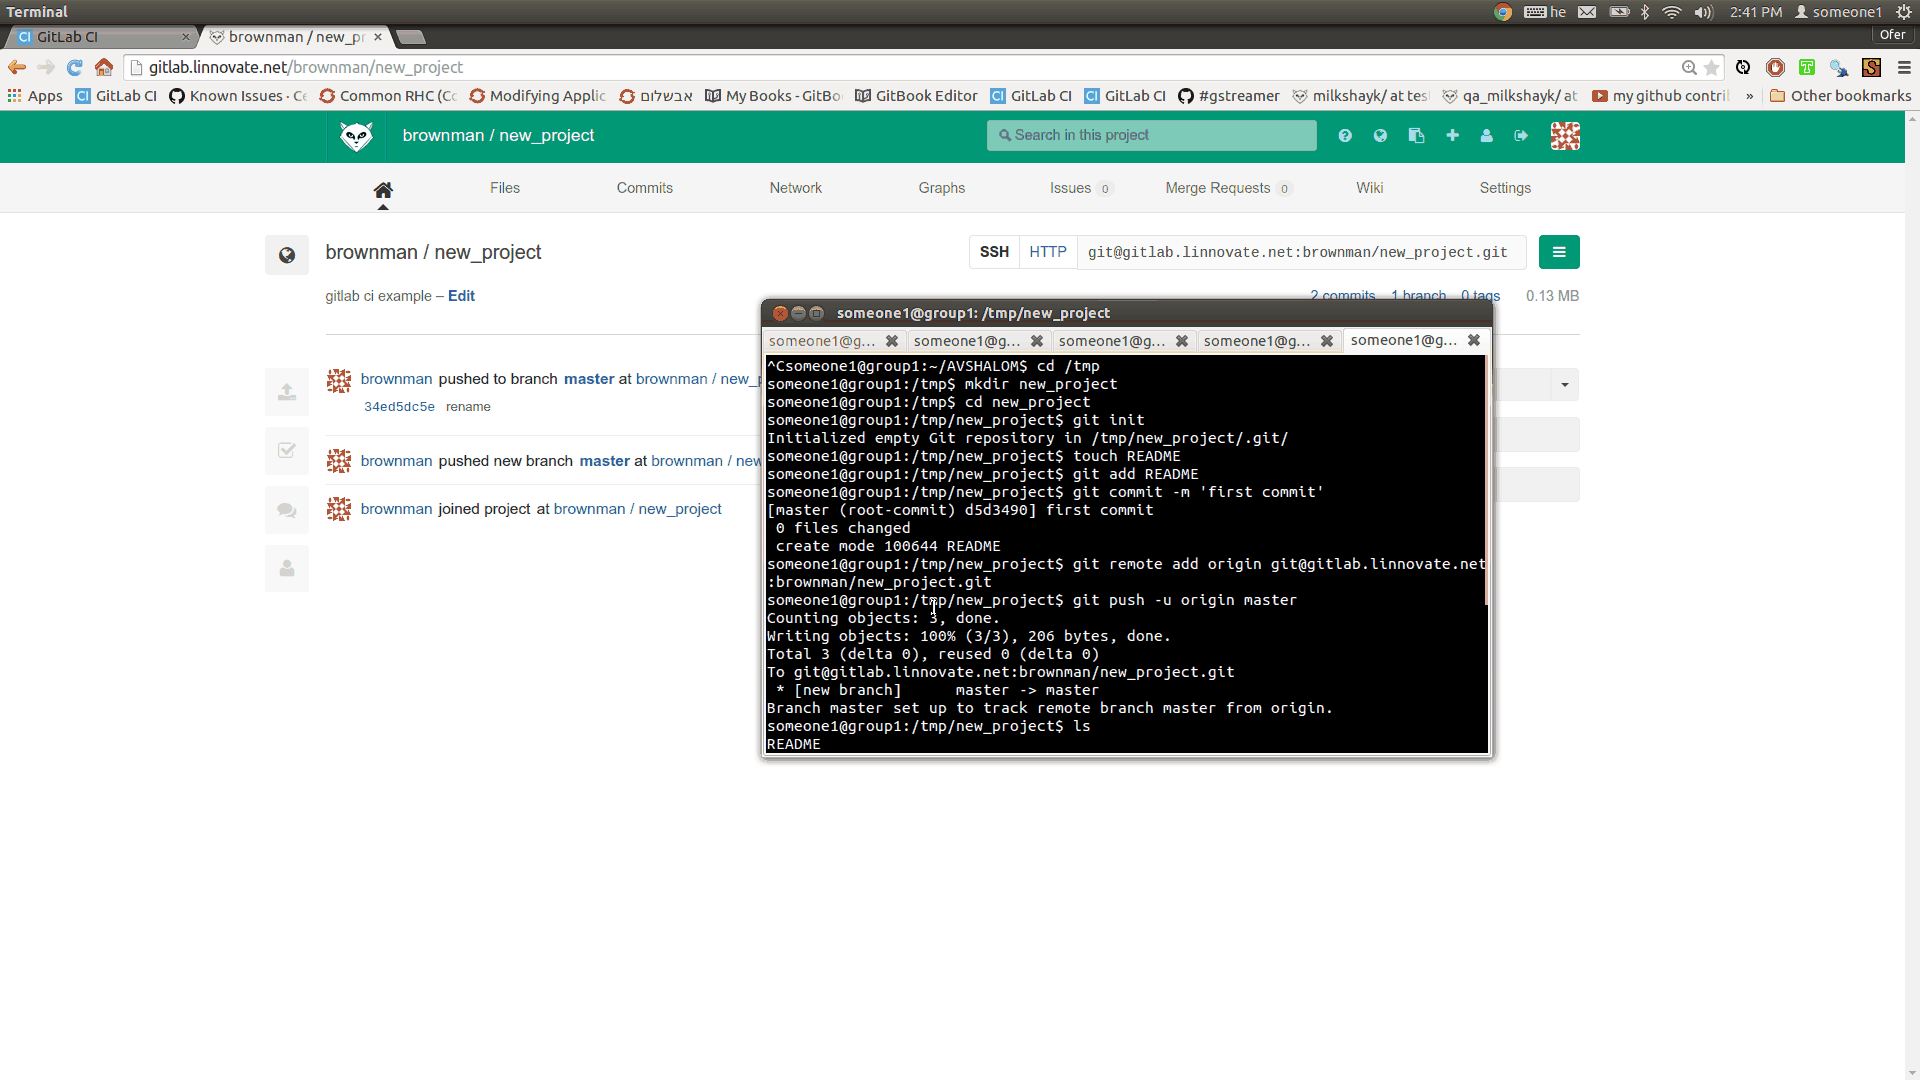 Terminal
he 2:41 PM someone1
GitLab CI
brownman / new_pr
Ofer
gitlab.linnovate.net/brownman/new_project
Apps GitLab CI Known Issues · Ce Common RHC (Co Modifying Applic אבשלום My Books - GitBo GitBook Editor GitLab CI GitLab CI #gstreamer milkshayk/ at tes qa_milkshayk/ at my github contri » Other bookmarks
brownman / new_project
Search in this project
Files Commits Network Graphs Issues 0 Merge Requests 0 Wiki Settings
brownman / new_project
SSH HTTP git@gitlab.linnovate.net:brownman/new_project.git
gitlab ci example – Edit
2 commits 1 branch 0 tags 0.13 MB
brownman pushed to branch master at brownman / new_p
34ed5dc5e rename
brownman pushed new branch master at brownman / new
brownman joined project at brownman / new_project
someone1@group1: /tmp/new_project
someone1@g... someone1@g... someone1@g... someone1@g... someone1@g...
^Csomeone1@group1:~/AVSHALOM$ cd /tmp
someone1@group1:/tmp$ mkdir new_project
someone1@group1:/tmp$ cd new_project
someone1@group1:/tmp/new_project$ git init
Initialized empty Git repository in /tmp/new_project/.git/
someone1@group1:/tmp/new_project$ touch README
someone1@group1:/tmp/new_project$ git add README
someone1@group1:/tmp/new_project$ git commit -m 'first commit'
[master (root-commit) d5d3490] first commit
0 files changed
create mode 100644 README
someone1@group1:/tmp/new_project$ git remote add origin git@gitlab.linnovate.net
:brownman/new_project.git
someone1@group1:/tmp/new_project$ git push -u origin master
Counting objects: 3, done.
Writing objects: 100% (3/3), 206 bytes, done.
Total 3 (delta 0), reused 0 (delta 0)
To git@gitlab.linnovate.net:brownman/new_project.git
* [new branch]      master -> master
Branch master set up to track remote branch master from origin.
someone1@group1:/tmp/new_project$ ls
README